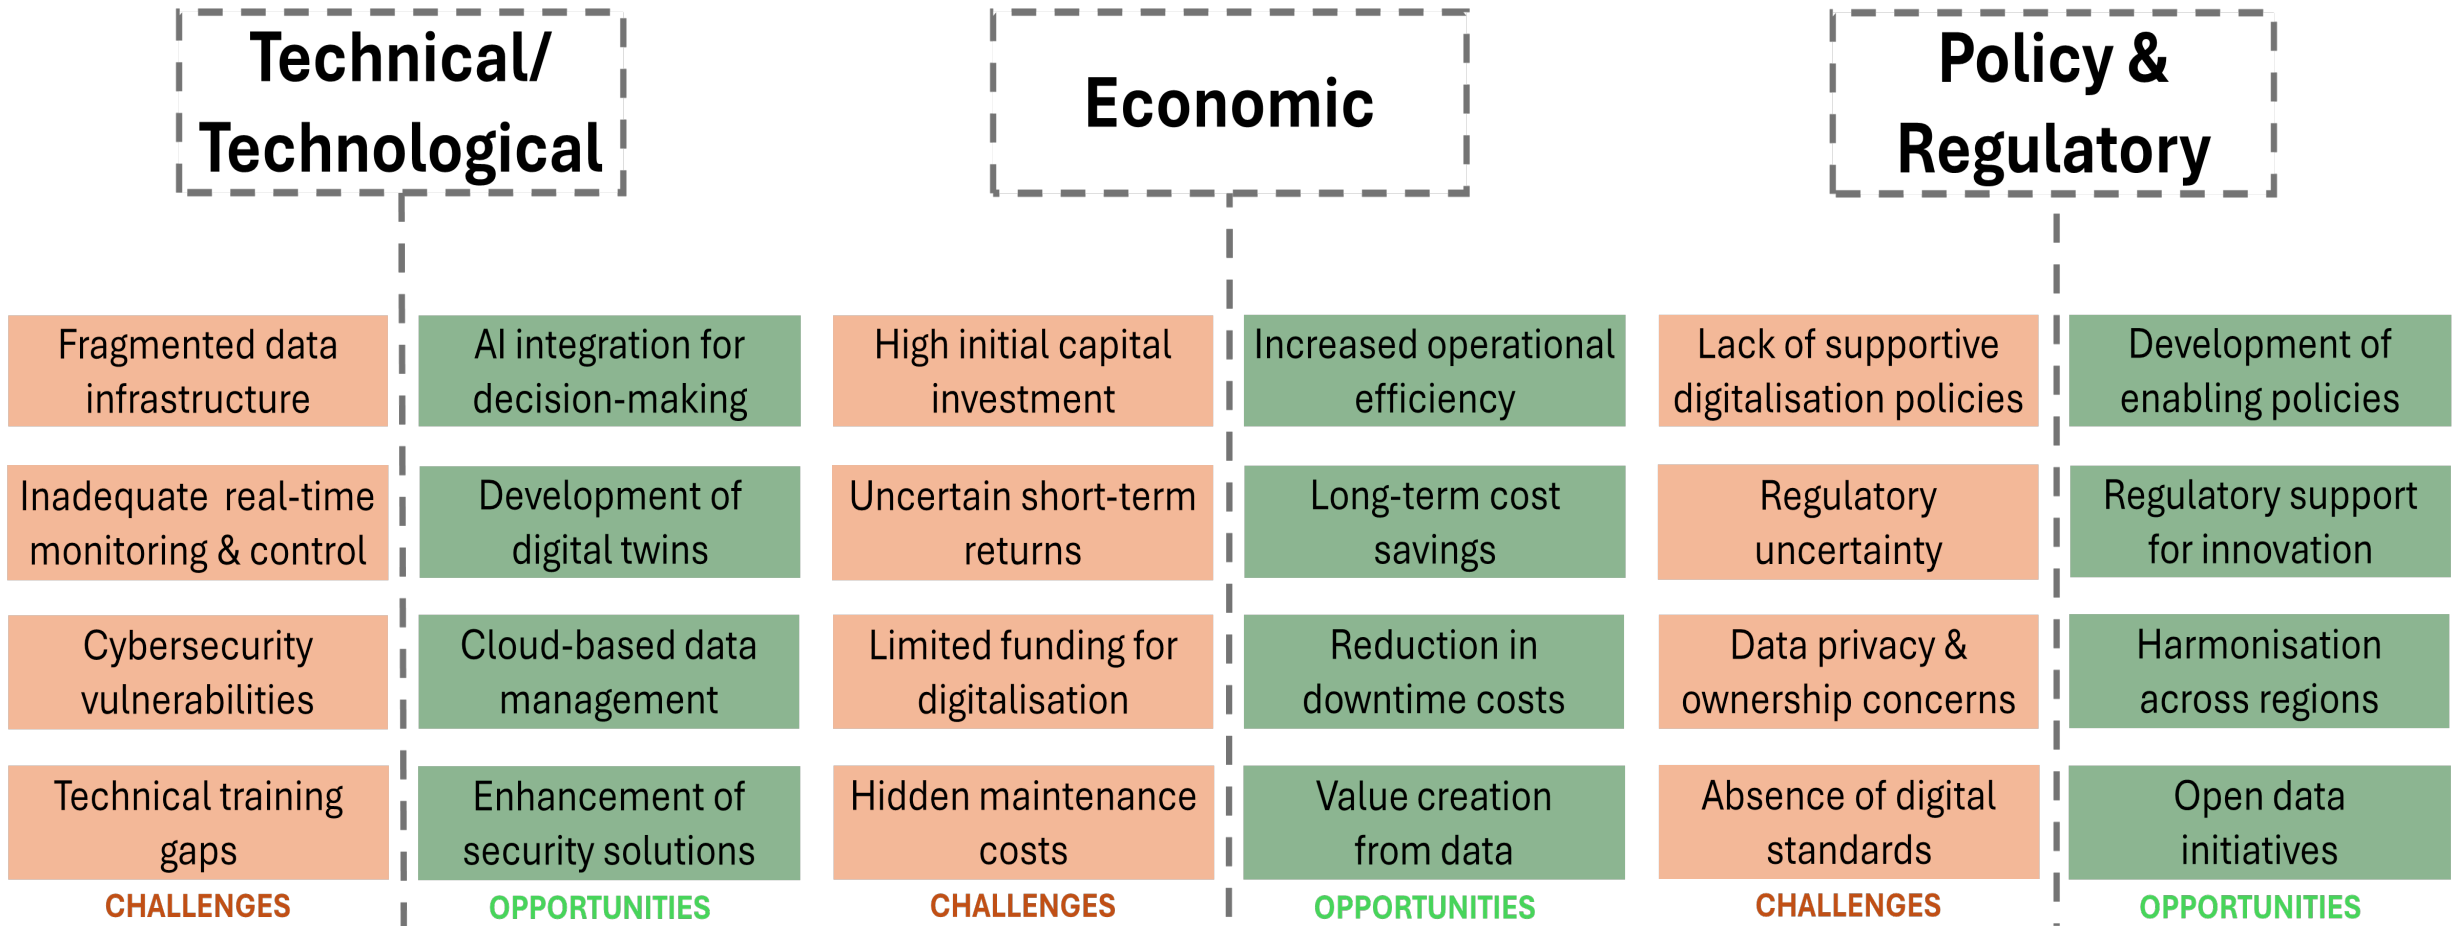 Technical/
Technological
Fragmented data
infrastructure
Inadequate real-time
monitoring & control
Cybersecurity
vulnerabilities
Technical training
gaps
CHALLENGES
AI integration for
decision-making
Development of
digital twins
Cloud-based data
management
Enhancement of
security solutions
OPPORTUNITIES
Economic
High initial capital
investment
Uncertain short-term
returns
Limited funding for
digitalisation
Hidden maintenance
costs
CHALLENGES
Increased operational
efficiency
Long-term cost
savings
Reduction in
downtime costs
Value creation
from data
OPPORTUNITIES
Policy &
Regulatory
Lack of supportive
digitalisation policies
Regulatory
uncertainty
Data privacy &
ownership concerns
Absence of digital
standards
CHALLENGES
Development of
enabling policies
Regulatory support
for innovation
Harmonisation
across regions
Open data
initiatives
OPPORTUNITIES